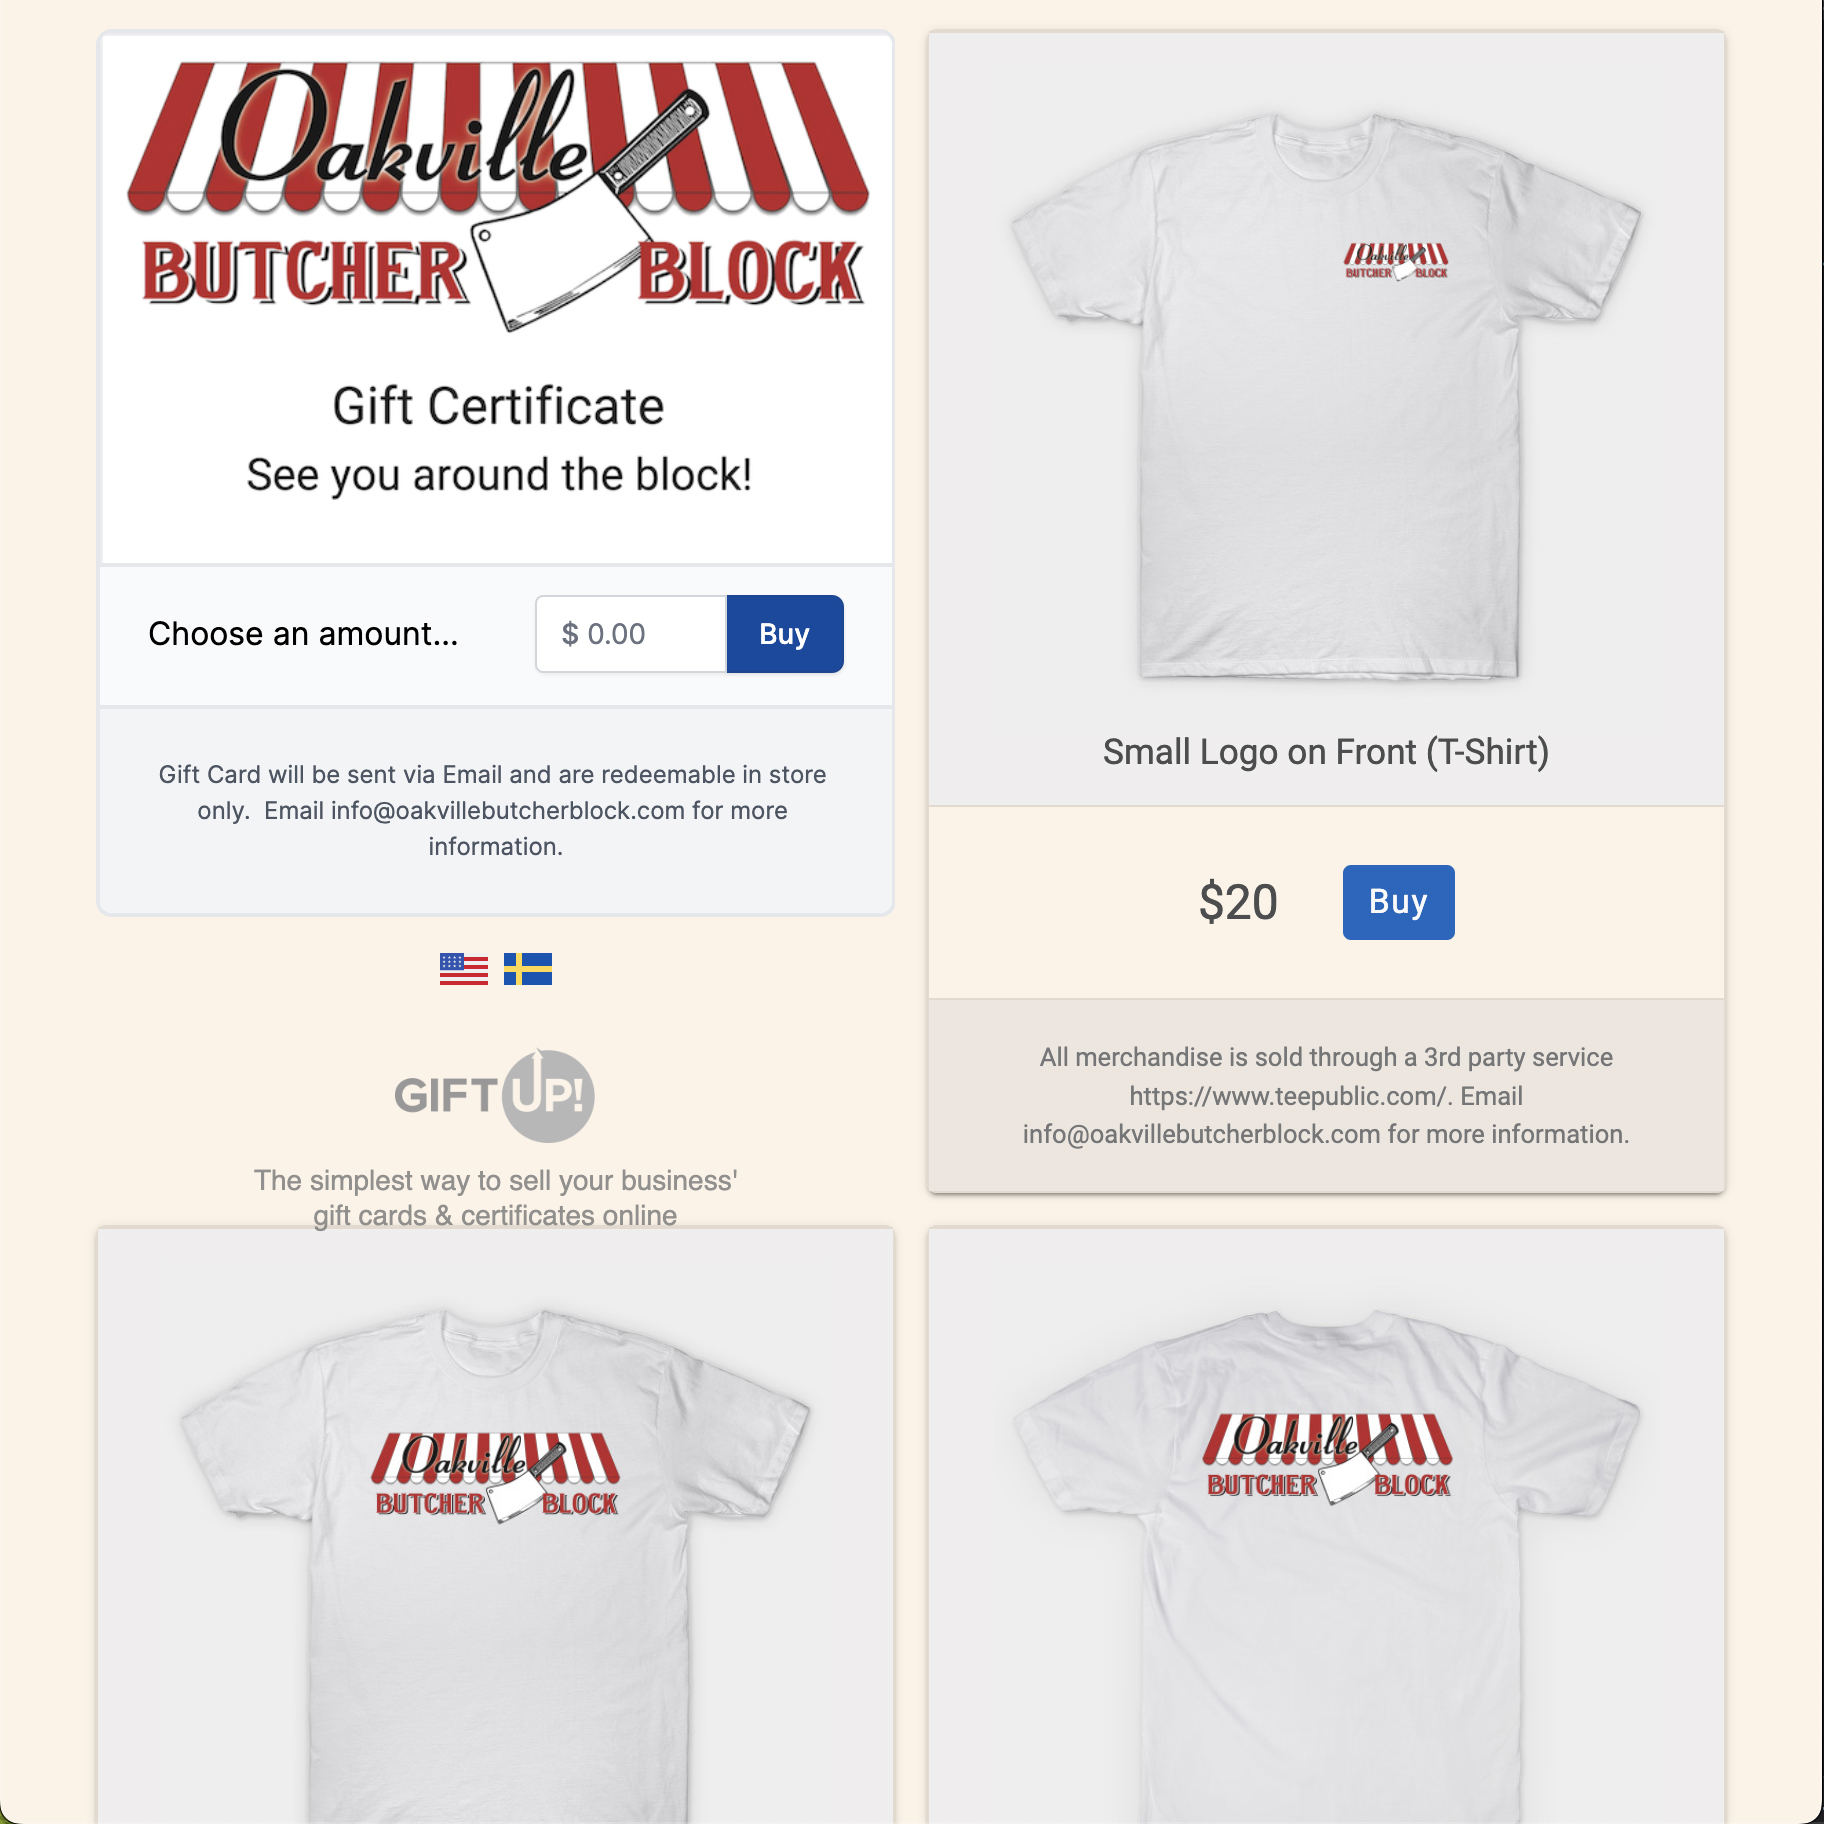 Oakville
BUTCHER BLOCK
Gift Certificate
See you around the block!
Choose an amount...
$ 0.00
Buy
Gift Card will be sent via Email and are redeemable in store
only.  Email info@oakvillebutcherblock.com for more
information.
GIFT UP!
The simplest way to sell your business'
gift cards & certificates online
Oakville
BUTCHER BLOCK
Small Logo on Front (T-Shirt)
$20
Buy
All merchandise is sold through a 3rd party service
https://www.teepublic.com/. Email
info@oakvillebutcherblock.com for more information.
Oakville
BUTCHER BLOCK
Oakville
BUTCHER BLOCK